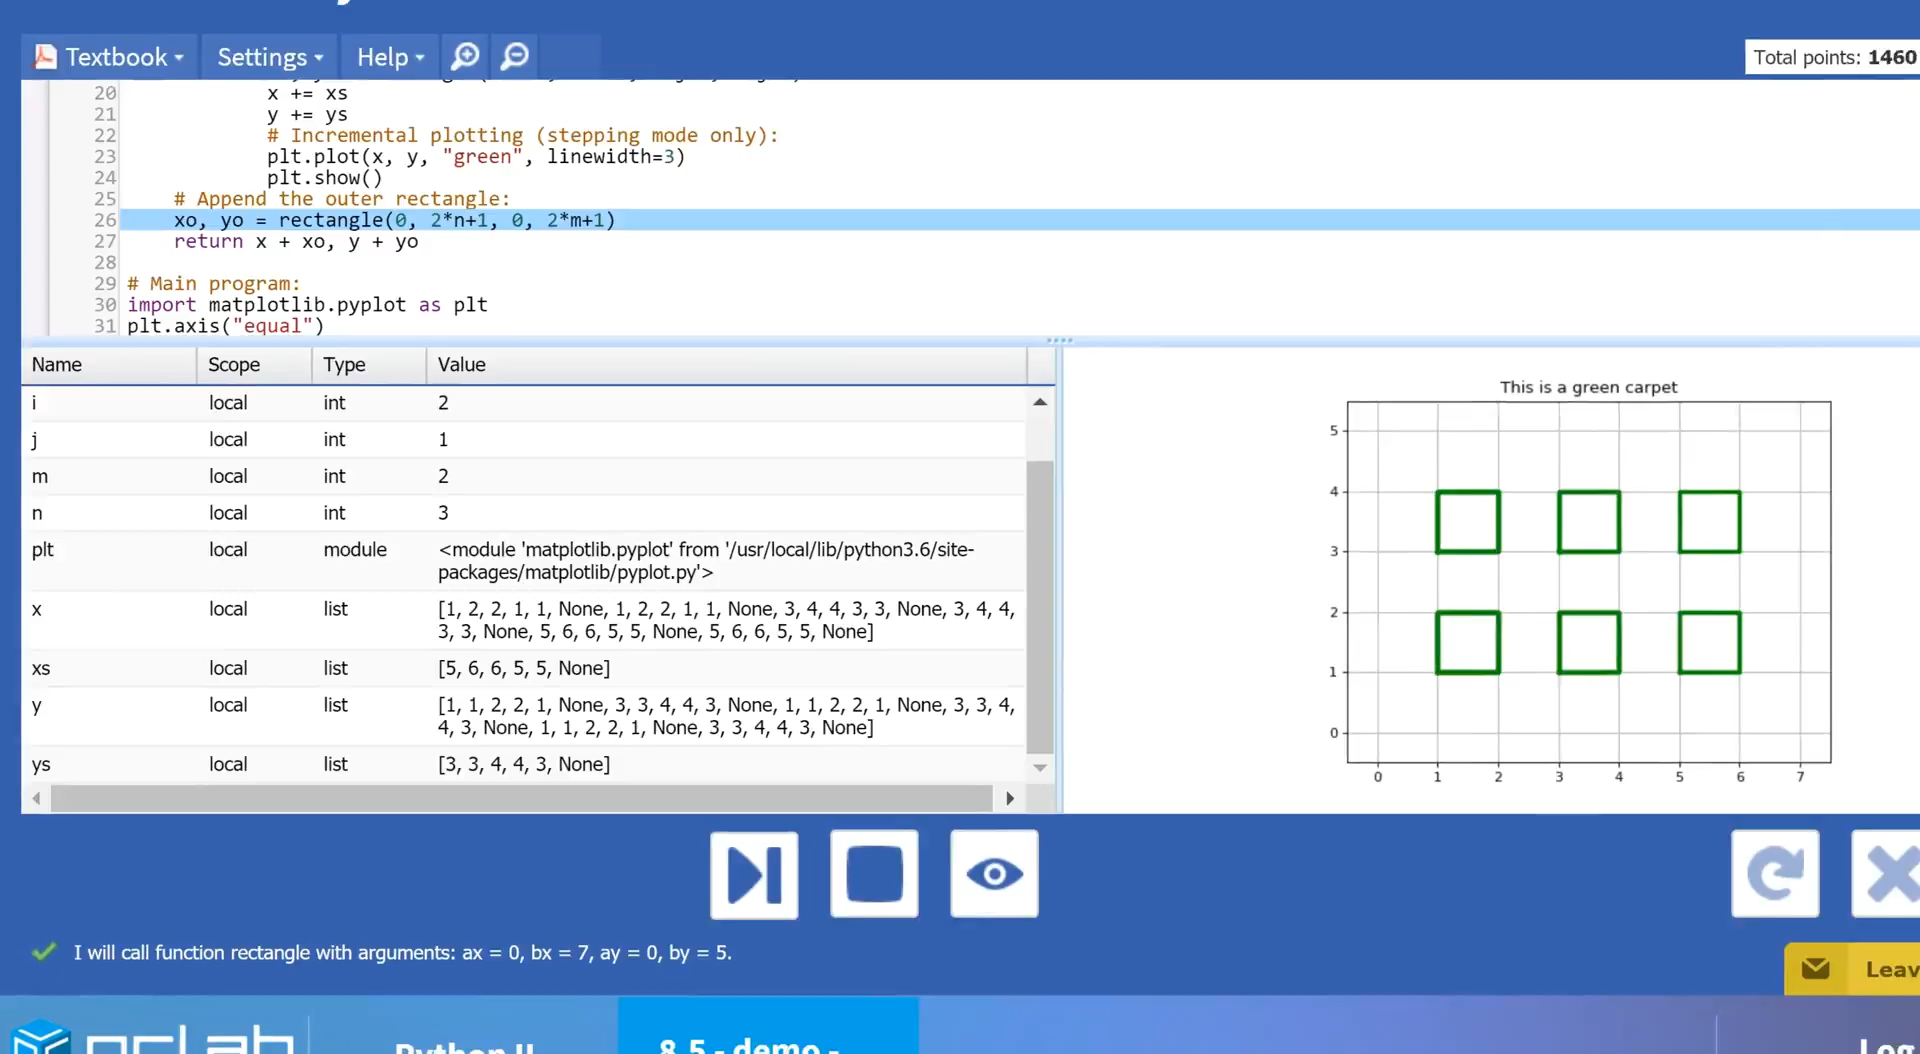 Textbook Settings Help
Total points: 1460
20 x += xs
21 y += ys
22 # Incremental plotting (stepping mode only):
23 plt.plot(x, y, "green", linewidth=3)
24 plt.show()
25 # Append the outer rectangle:
26 xo, yo = rectangle(0, 2*n+1, 0, 2*m+1)
27 return x + xo, y + yo
28
29 # Main program:
30 import matplotlib.pyplot as plt
31 plt.axis("equal")
Name Scope Type Value
i local int 2
j local int 1
m local int 2
n local int 3
plt local module <module 'matplotlib.pyplot' from '/usr/local/lib/python3.6/site-
packages/matplotlib/pyplot.py'>
x local list [1, 2, 2, 1, 1, None, 1, 2, 2, 1, 1, None, 3, 4, 4, 3, 3, None, 3, 4, 4,
3, 3, None, 5, 6, 6, 5, 5, None, 5, 6, 6, 5, 5, None]
xs local list [5, 6, 6, 5, 5, None]
y local list [1, 1, 2, 2, 1, None, 3, 3, 4, 4, 3, None, 1, 1, 2, 2, 1, None, 3, 3, 4,
4, 3, None, 1, 1, 2, 2, 1, None, 3, 3, 4, 4, 3, None]
ys local list [3, 3, 4, 4, 3, None]
This is a green carpet
5
4
3
2
1
0
0 1 2 3 4 5 6 7
I will call function rectangle with arguments: ax = 0, bx = 7, ay = 0, by = 5.
Leav
nclab
Python II
8.5 - demo -
Log